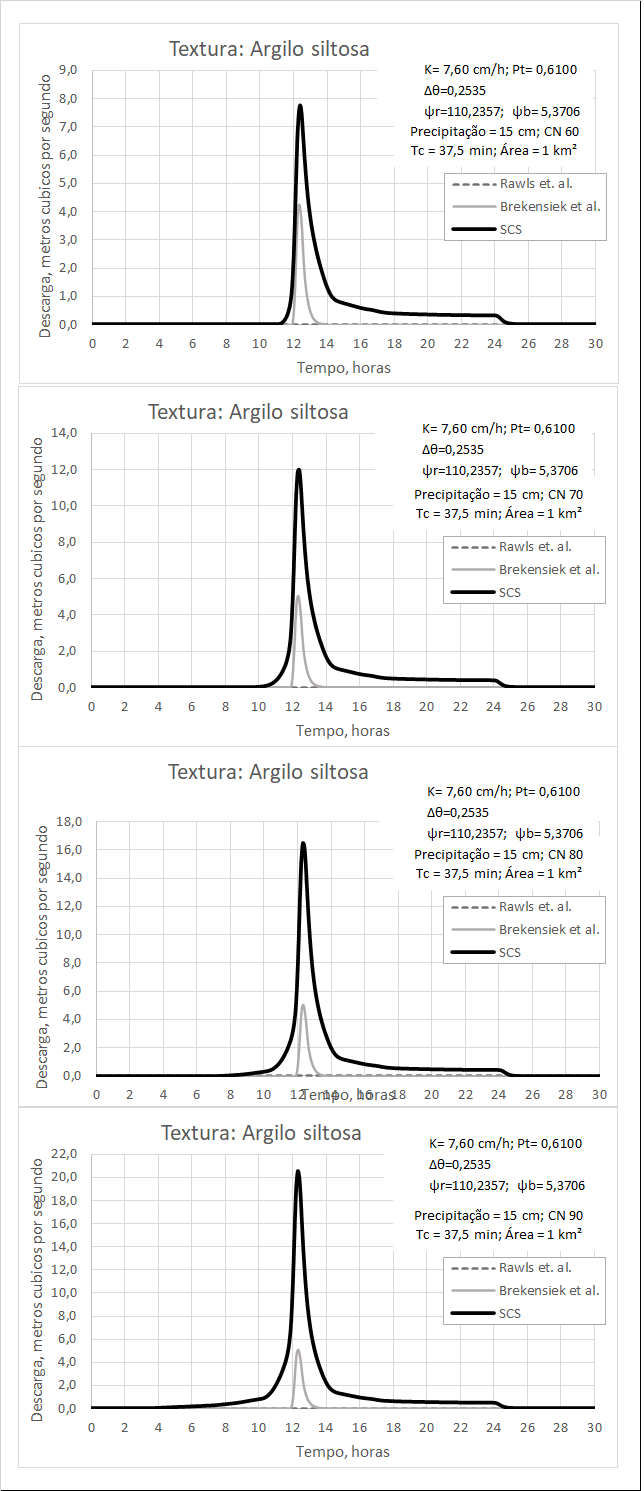 Textura: Argilo siltosa
K= 7,60 cm/h; Pt= 0,6100
Δθ=0,2535
ψr=110,2357; ψb= 5,3706
Precipitação = 15 cm; CN 60
Tc = 37,5 min; Área = 1 km²
Rawls et. al.
Brekensiek et al.
SCS
Descarga, metros cubicos por segundo
9,0
8,0
7,0
6,0
5,0
4,0
3,0
2,0
1,0
0,0
0 2 4 6 8 10 12 14 16 18 20 22 24 26 28 30
Tempo, horas
Textura: Argilo siltosa
K= 7,60 cm/h; Pt= 0,6100
Δθ=0,2535
ψr=110,2357; ψb= 5,3706
Precipitação = 15 cm; CN 70
Tc = 37,5 min; Área = 1 km²
Rawls et. al.
Brekensiek et al.
SCS
Descarga, metros cubicos por segundo
14,0
12,0
10,0
8,0
6,0
4,0
2,0
0,0
0 2 4 6 8 10 12 14 16 18 20 22 24 26 28 30
Tempo, horas
Textura: Argilo siltosa
K= 7,60 cm/h; Pt= 0,6100
Δθ=0,2535
ψr=110,2357; ψb= 5,3706
Precipitação = 15 cm; CN 80
Tc = 37,5 min; Área = 1 km²
Rawls et. al.
Brekensiek et al.
SCS
Descarga, metros cubicos por segundo
18,0
16,0
14,0
12,0
10,0
8,0
6,0
4,0
2,0
0,0
0 2 4 6 8 10 12 14 16 18 20 22 24 26 28 30
Tempo, horas
Textura: Argilo siltosa
K= 7,60 cm/h; Pt= 0,6100
Δθ=0,2535
ψr=110,2357; ψb= 5,3706
Precipitação = 15 cm; CN 90
Tc = 37,5 min; Área = 1 km²
Rawls et. al.
Brekensiek et al.
SCS
Descarga, metros cubicos por segundo
22,0
20,0
18,0
16,0
14,0
12,0
10,0
8,0
6,0
4,0
2,0
0,0
0 2 4 6 8 10 12 14 16 18 20 22 24 26 28 30
Tempo, horas